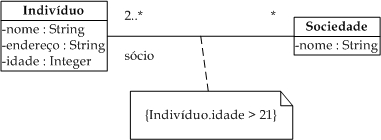 Indivíduo
-nome : String
-endereço : String
-idade : Integer
2..*
*
sócio
Sociedade
-nome : String
{Indivíduo.idade > 21}